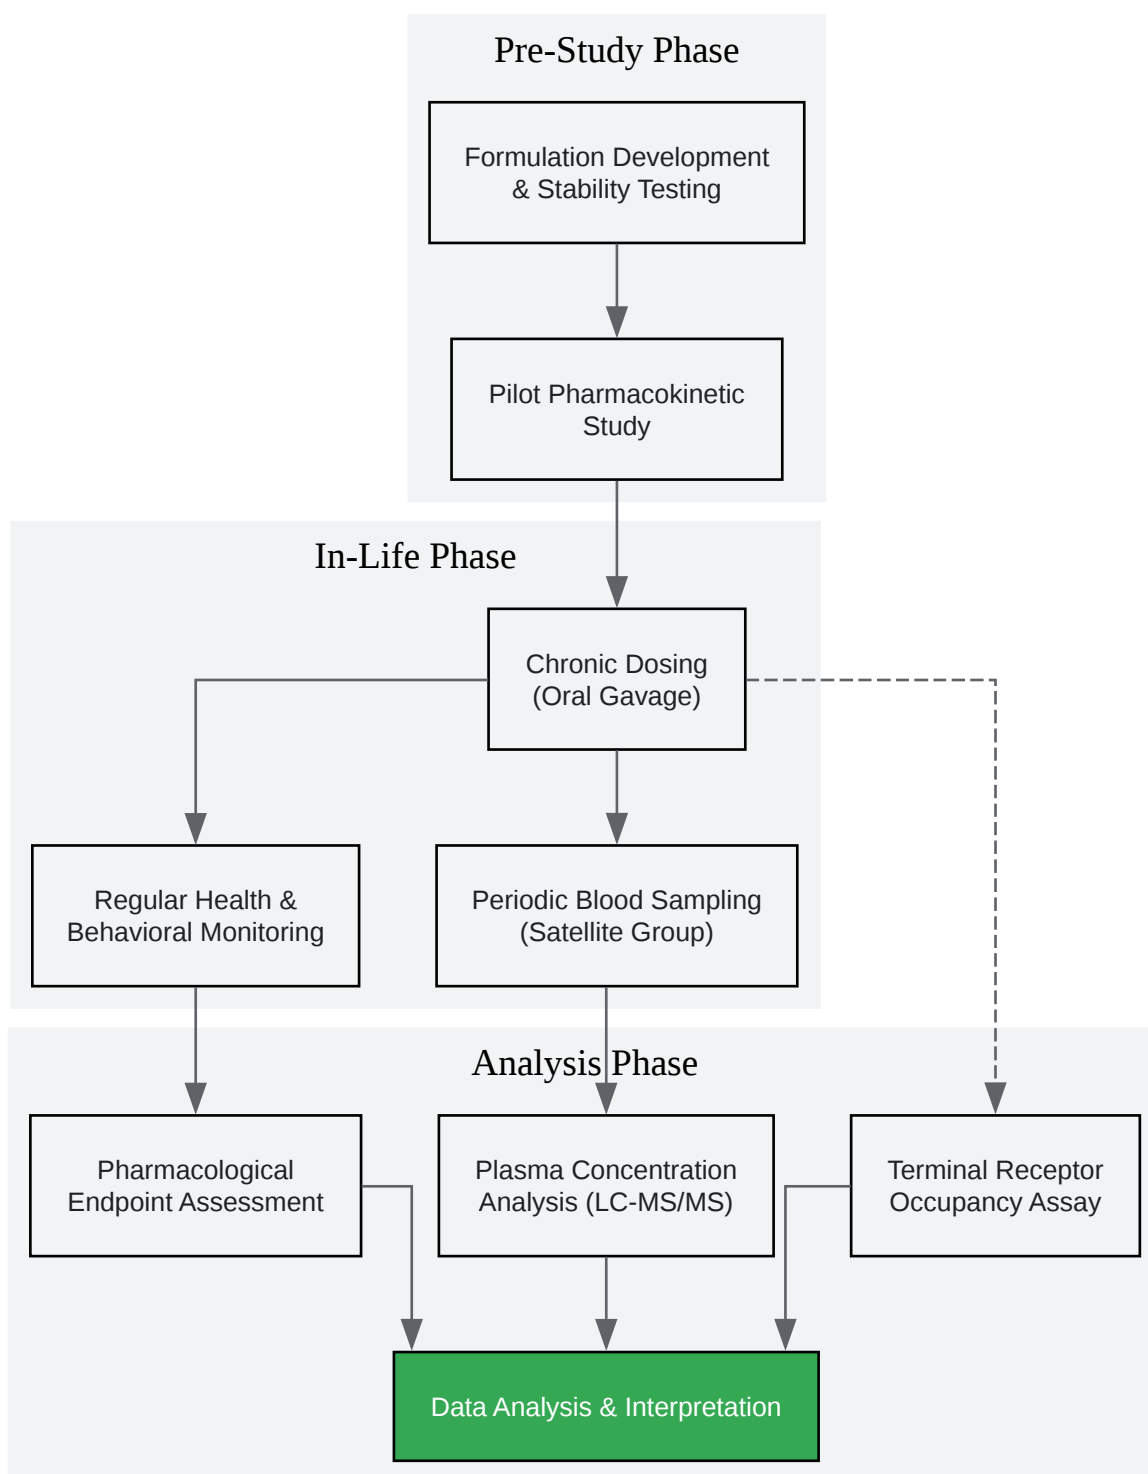 Pre-Study Phase
Formulation Development
& Stability Testing
Pilot Pharmacokinetic
Study
In-Life Phase
Chronic Dosing
(Oral Gavage)
Regular Health &
Behavioral Monitoring
Periodic Blood Sampling
(Satellite Group)
Analysis Phase
Pharmacological
Endpoint Assessment
Plasma Concentration
Analysis (LC-MS/MS)
Terminal Receptor
Occupancy Assay
Data Analysis & Interpretation